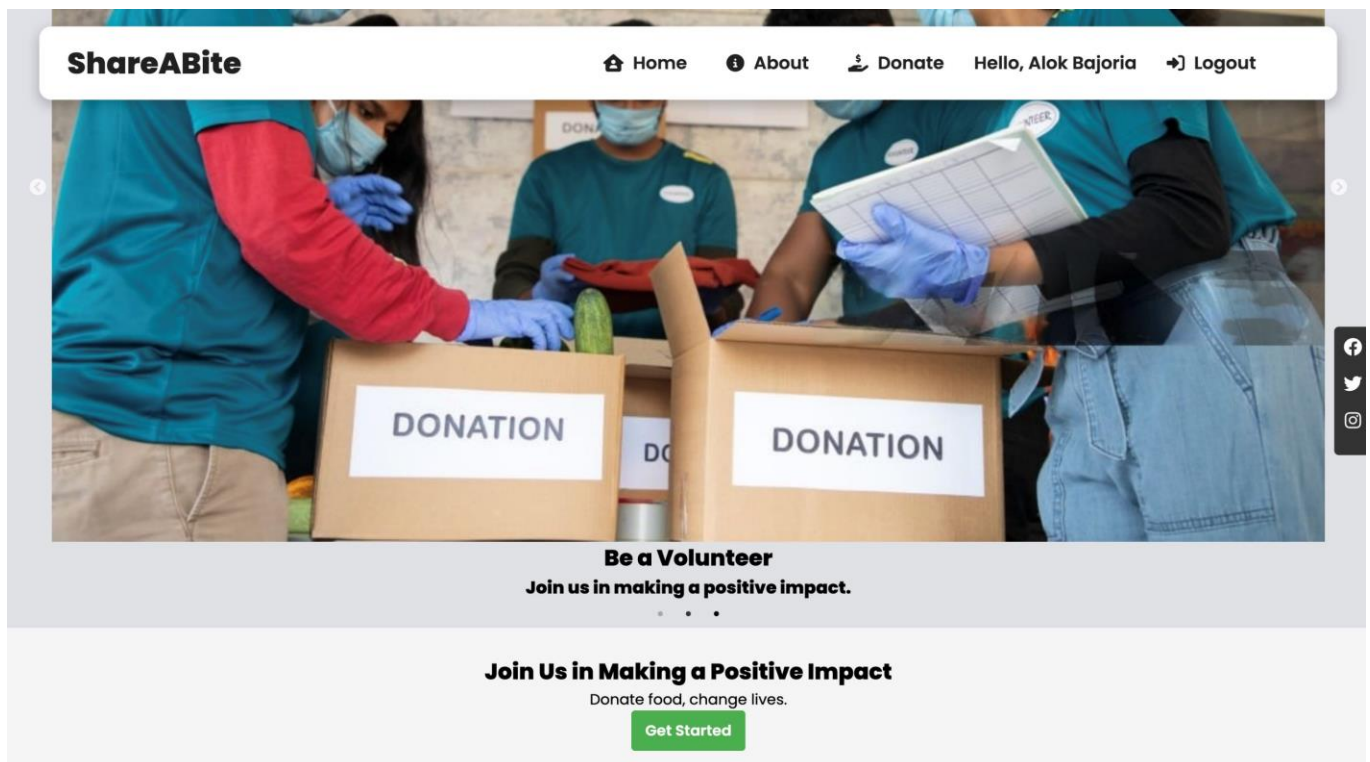 ShareABite
Home About Donate Hello, Alok Bajoria Logout
DONATION
DONATION
Be a Volunteer
Join us in making a positive impact.
Join Us in Making a Positive Impact
Donate food, change lives.
Get Started